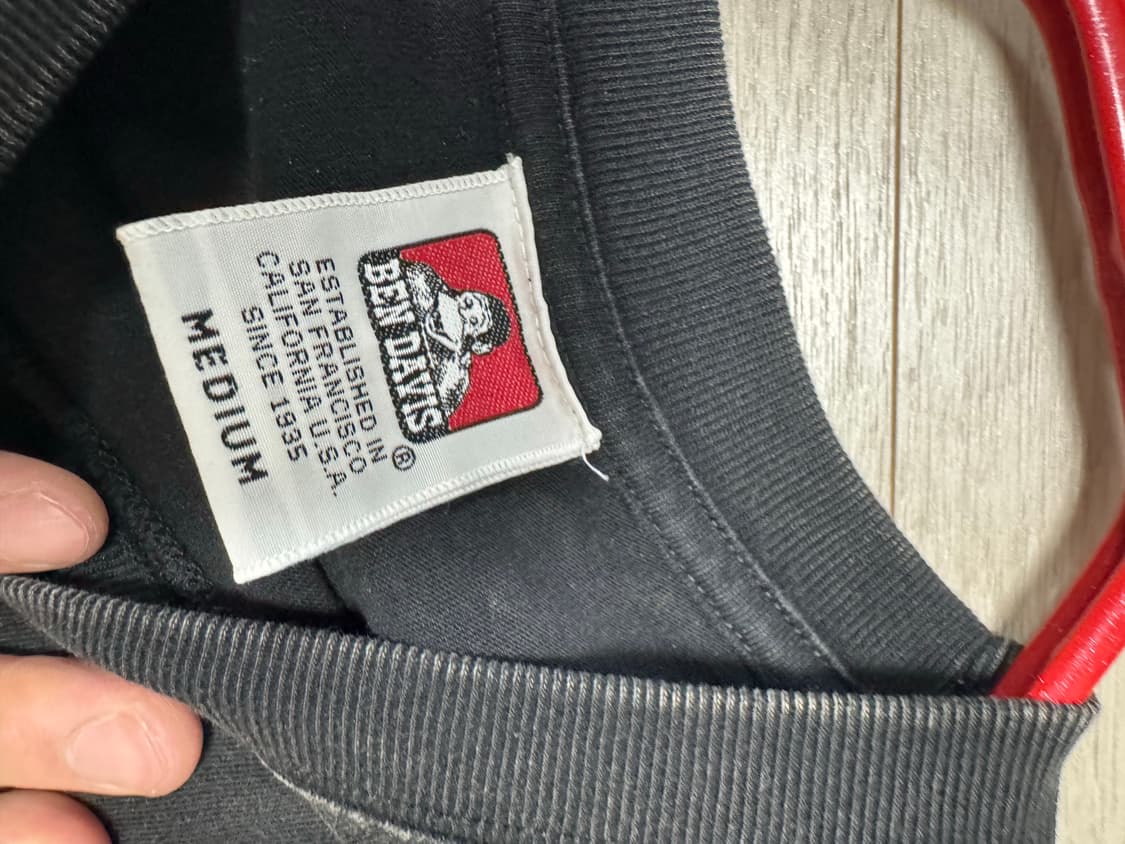 BEN DAVIS
®
ESTABLISHED IN
SAN FRANCISCO
CALIFORNIA U.S.A.
SINCE 1935
MEDIUM